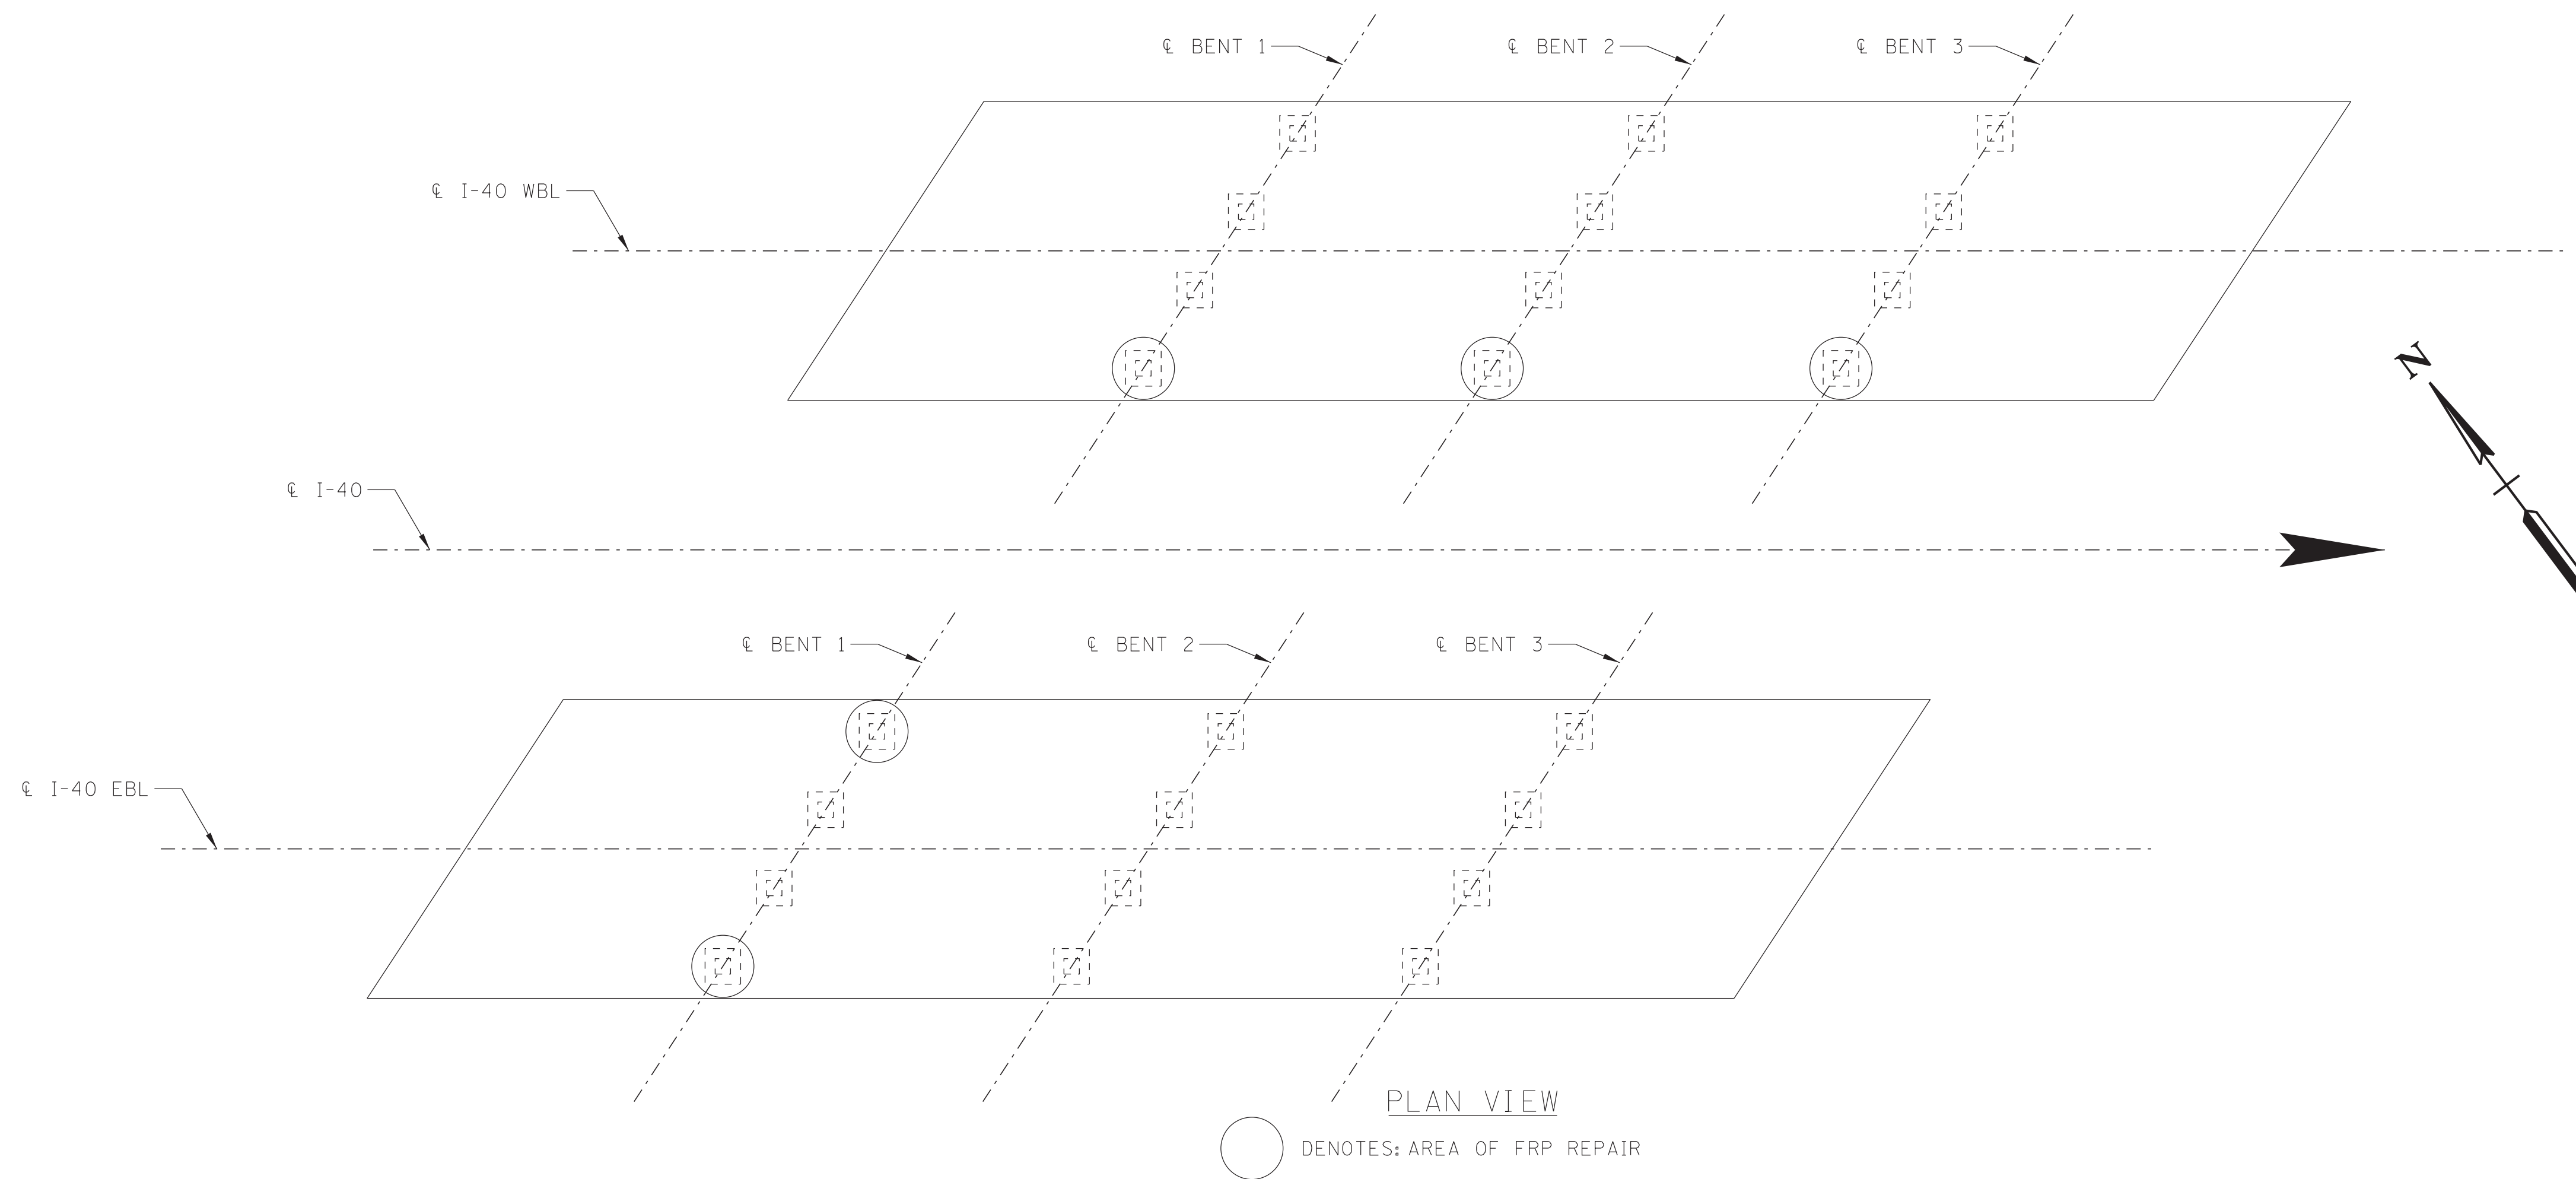 ℄ BENT 1
℄ BENT 2
℄ BENT 3
℄ I-40 WBL
N
℄ I-40
℄ BENT 1
℄ BENT 2
℄ BENT 3
℄ I-40 EBL
PLAN VIEW
DENOTES: AREA OF FRP REPAIR